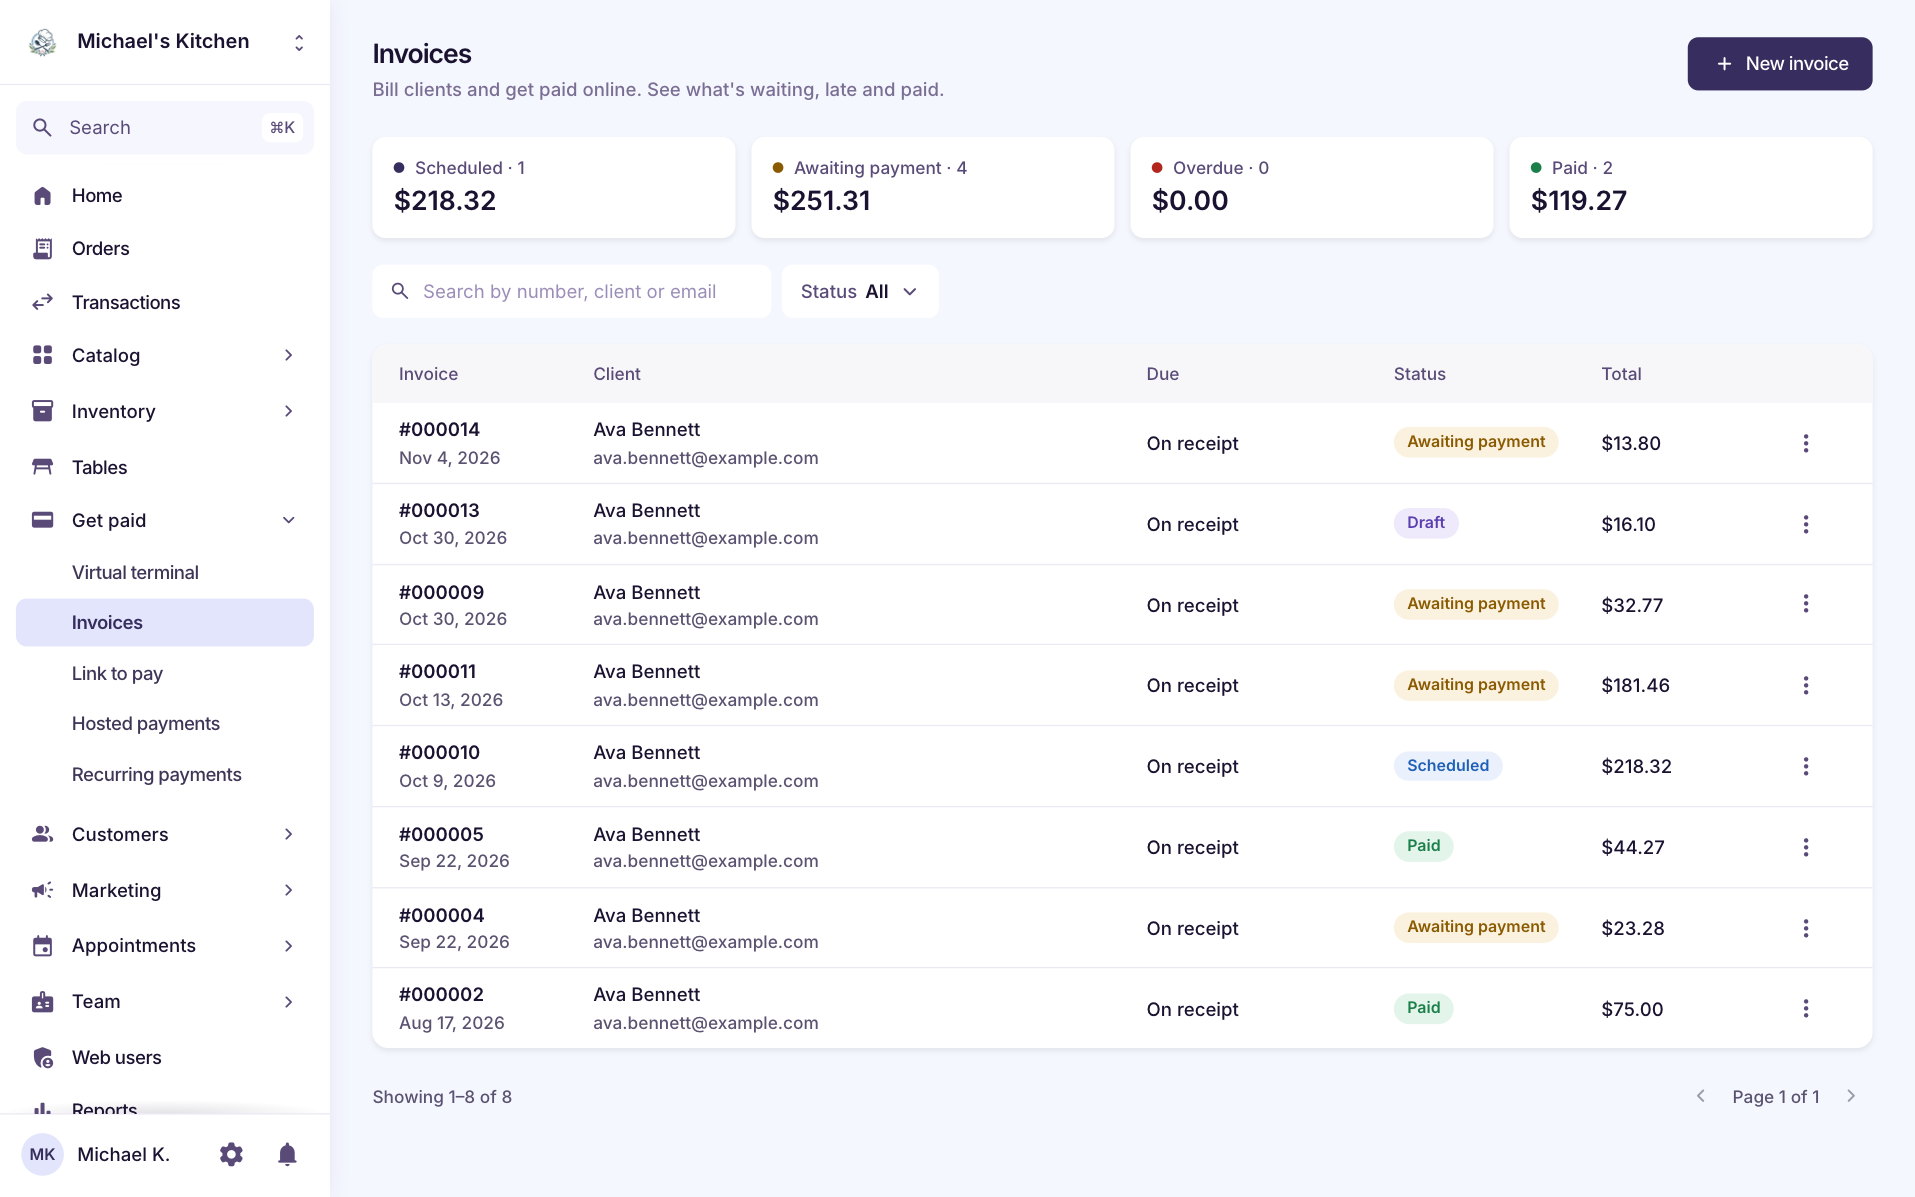 Michael's Kitchen
Search ⌘K
Home
Orders
Transactions
Catalog
Inventory
Tables
Get paid
Virtual terminal
Invoices
Link to pay
Hosted payments
Recurring payments
Customers
Marketing
Appointments
Team
Web users
Reports
MK Michael K.
Invoices
Bill clients and get paid online. See what's waiting, late and paid.
+ New invoice
Scheduled · 1
$218.32
Awaiting payment · 4
$251.31
Overdue · 0
$0.00
Paid · 2
$119.27
Search by number, client or email
Status All
Invoice Client Due Status Total
#000014 Ava Bennett On receipt Awaiting payment $13.80
Nov 4, 2026 ava.bennett@example.com
#000013 Ava Bennett On receipt Draft $16.10
Oct 30, 2026 ava.bennett@example.com
#000009 Ava Bennett On receipt Awaiting payment $32.77
Oct 30, 2026 ava.bennett@example.com
#000011 Ava Bennett On receipt Awaiting payment $181.46
Oct 13, 2026 ava.bennett@example.com
#000010 Ava Bennett On receipt Scheduled $218.32
Oct 9, 2026 ava.bennett@example.com
#000005 Ava Bennett On receipt Paid $44.27
Sep 22, 2026 ava.bennett@example.com
#000004 Ava Bennett On receipt Awaiting payment $23.28
Sep 22, 2026 ava.bennett@example.com
#000002 Ava Bennett On receipt Paid $75.00
Aug 17, 2026 ava.bennett@example.com
Showing 1–8 of 8
Page 1 of 1